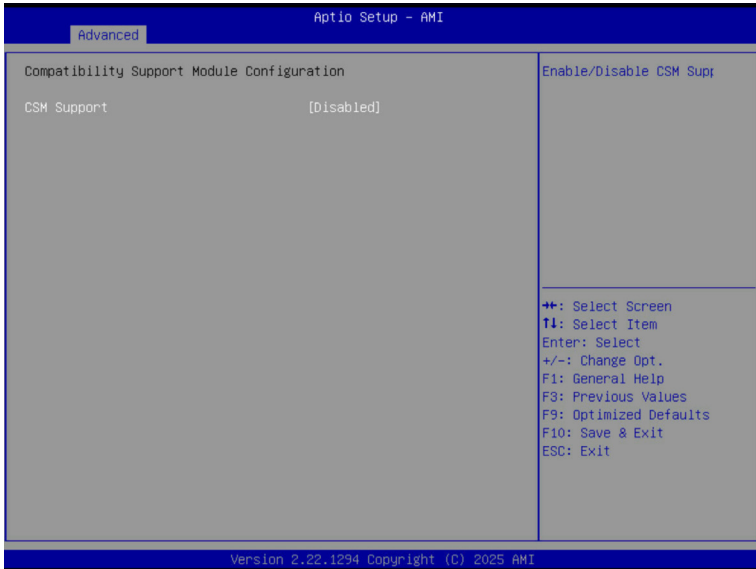 Aptio Setup - AMI
Advanced
Compatibility Support Module Configuration
CSM Support [Disabled]
Enable/Disable CSM Supp
→←: Select Screen
↑↓: Select Item
Enter: Select
+/-: Change Opt.
F1: General Help
F3: Previous Values
F9: Optimized Defaults
F10: Save & Exit
ESC: Exit
Version 2.22.1294 Copyright (C) 2025 AMI